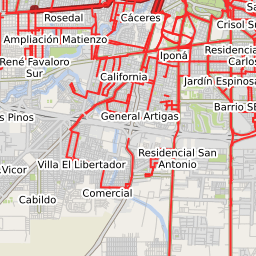 Rosedal
Cáceres
Crisol Su
Ampliación Matienzo
Residencia
René Favaloro
Sur
Iponá
Carlos
California
Jardín Espinosa
Barrio SE
s Pinos
General Artigas
Villa El Libertador
Residencial San
Antonio
Vicor
Comercial
Cabildo